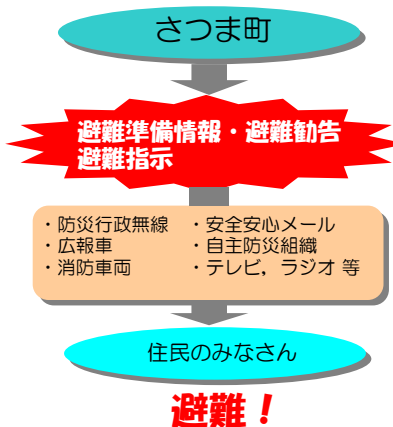 さつま町
避難準備情報・避難勧告
避難指示
・防災行政無線 ・安全安心メール
・広報車 ・自主防災組織
・消防車両 ・テレビ，ラジオ 等
住民のみなさん
避難！